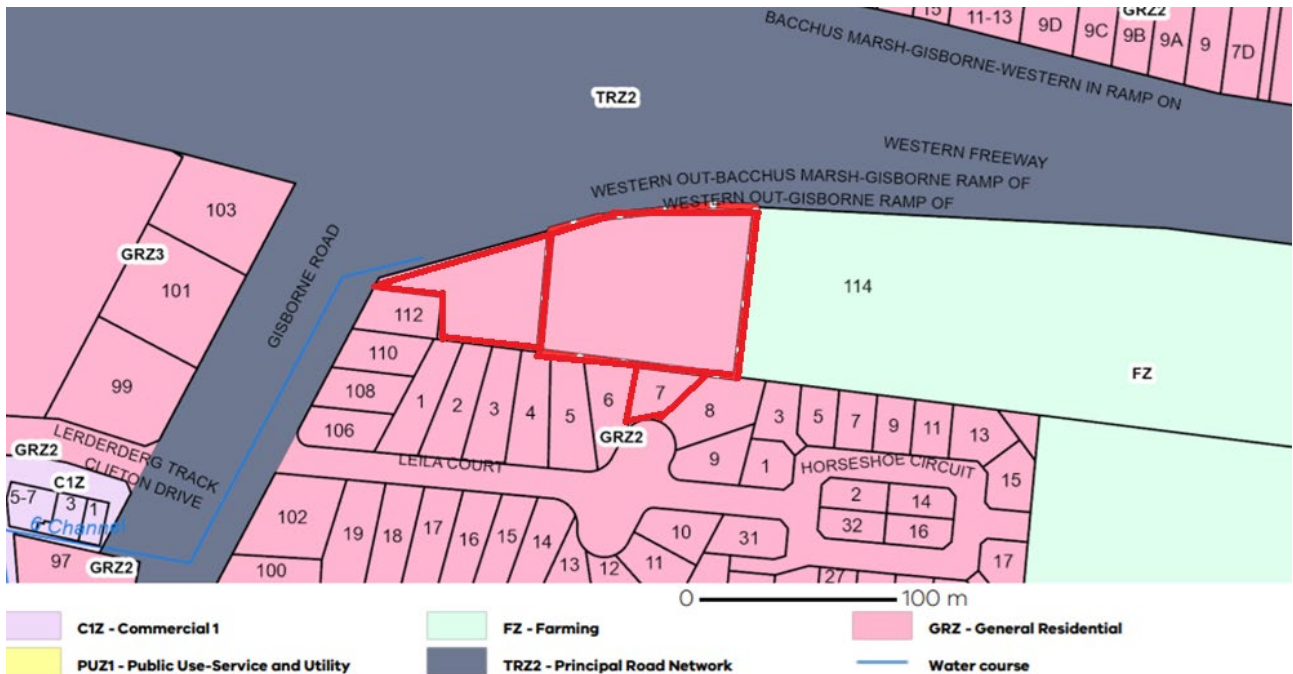 15
11-13
9D
9C
9B
9A
9
7D
GRZ2
BACCHUS MARSH-GISBORNE-WESTERN IN RAMP ON
TRZ2
WESTERN FREEWAY
WESTERN OUT-BACCHUS MARSH-GISBORNE RAMP OF
WESTERN OUT-GISBORNE RAMP OF
103
GRZ3
101
99
GISBORNE ROAD
114
FZ
112
110
108
106
1
2
3
4
5
6
7
8
9
GRZ2
3
5
7
9
11
13
15
1
LEILA COURT
HORSESHOE CIRCUIT
2
14
32
16
GRZ2
LERDERDERG TRACK
CLIFTON DRIVE
C1Z
5-7
3
1
6 Channel
97
GRZ2
102
100
19
18
17
16
15
14
13
12
11
10
31
27
17
0
100 m
C1Z - Commercial 1
FZ - Farming
GRZ - General Residential
PUZ1 - Public Use-Service and Utility
TRZ2 - Principal Road Network
Water course